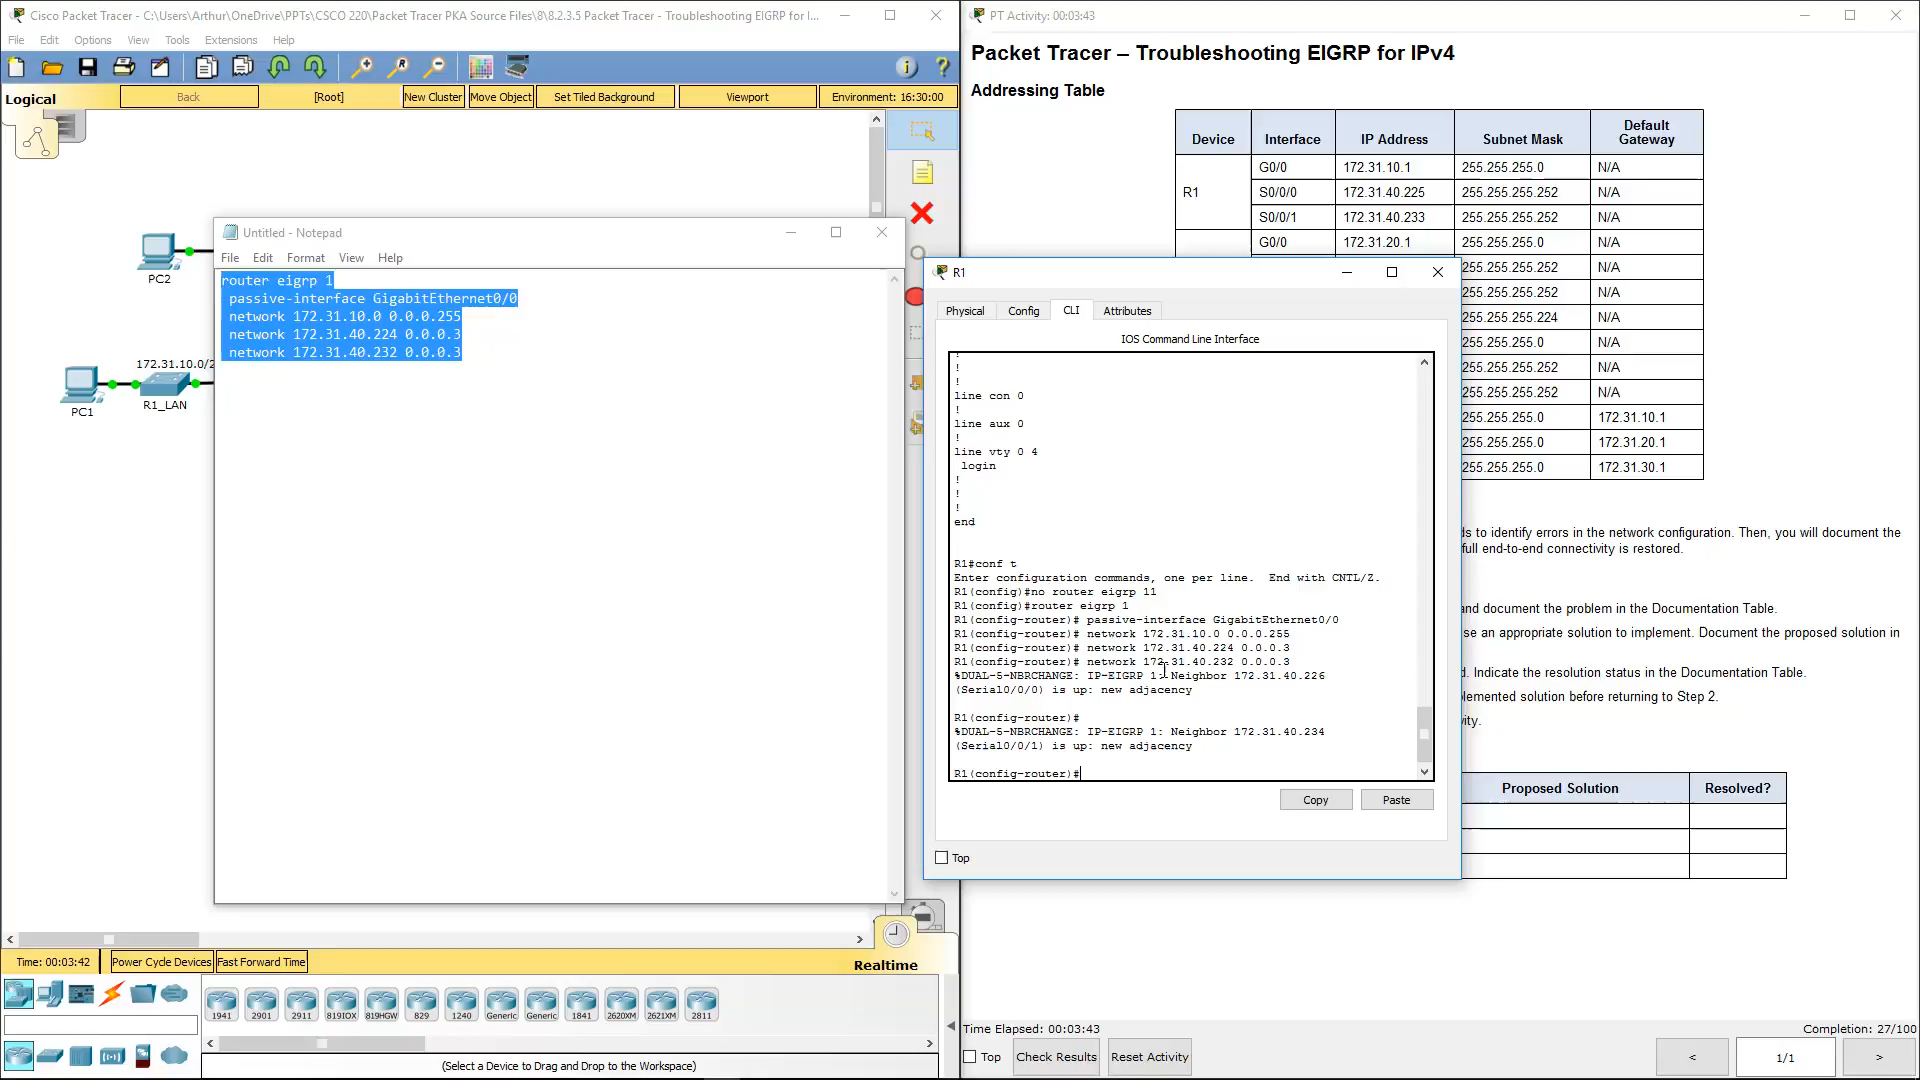 Cisco Packet Tracer - C:\Users\Arthur\OneDrive\PPTs\CSCO 220\Packet Tracer PKA Source Files\8\8.2.3.5 Packet Tracer - Troubleshooting EIGRP for I...
File Edit Options View Tools Extensions Help
Logical
Back
[Root]
New Cluster
Move Object
Set Tiled Background
Viewport
Environment: 16:30:00
PC2
172.31.10.0/2
PC1
R1_LAN
Untitled - Notepad
File Edit Format View Help
router eigrp 1
passive-interface GigabitEthernet0/0
network 172.31.10.0 0.0.0.255
network 172.31.40.224 0.0.0.3
network 172.31.40.232 0.0.0.3
Time: 00:03:42
Power Cycle Devices
Fast Forward Time
Realtime
1941 2901 2911 819IOX 819HGW 829 1240 Generic Generic 1841 2620XM 2621XM 2811
(Select a Device to Drag and Drop to the Workspace)
R1
Physical Config CLI Attributes
IOS Command Line Interface
!
!
!
line con 0
!
line aux 0
!
line vty 0 4
login
!
!
!
end
R1#conf t
Enter configuration commands, one per line. End with CNTL/Z.
R1(config)#no router eigrp 11
R1(config)#router eigrp 1
R1(config-router)# passive-interface GigabitEthernet0/0
R1(config-router)# network 172.31.10.0 0.0.0.255
R1(config-router)# network 172.31.40.224 0.0.0.3
R1(config-router)# network 172.31.40.232 0.0.0.3
%DUAL-5-NBRCHANGE: IP-EIGRP 1: Neighbor 172.31.40.226
(Serial0/0/0) is up: new adjacency
R1(config-router)#
%DUAL-5-NBRCHANGE: IP-EIGRP 1: Neighbor 172.31.40.234
(Serial0/0/1) is up: new adjacency
R1(config-router)#
Copy
Paste
Top
PT Activity: 00:03:43
Packet Tracer – Troubleshooting EIGRP for IPv4
Addressing Table
Device Interface IP Address Subnet Mask Default Gateway
R1
G0/0 172.31.10.1 255.255.255.0 N/A
S0/0/0 172.31.40.225 255.255.255.252 N/A
S0/0/1 172.31.40.233 255.255.255.252 N/A
G0/0 172.31.20.1 255.255.255.0 N/A
255.255.255.252 N/A
255.255.255.252 N/A
255.255.255.224 N/A
255.255.255.252 N/A
255.255.255.252 N/A
255.255.255.0 172.31.10.1
255.255.255.0 172.31.20.1
255.255.255.0 172.31.30.1
ds to identify errors in the network configuration. Then, you will document the
full end-to-end connectivity is restored.
and document the problem in the Documentation Table.
se an appropriate solution to implement. Document the proposed solution in
d. Indicate the resolution status in the Documentation Table.
lemented solution before returning to Step 2.
vity.
Proposed Solution Resolved?
Time Elapsed: 00:03:43
Completion: 27/100
Top
Check Results
Reset Activity
<
1/1
>